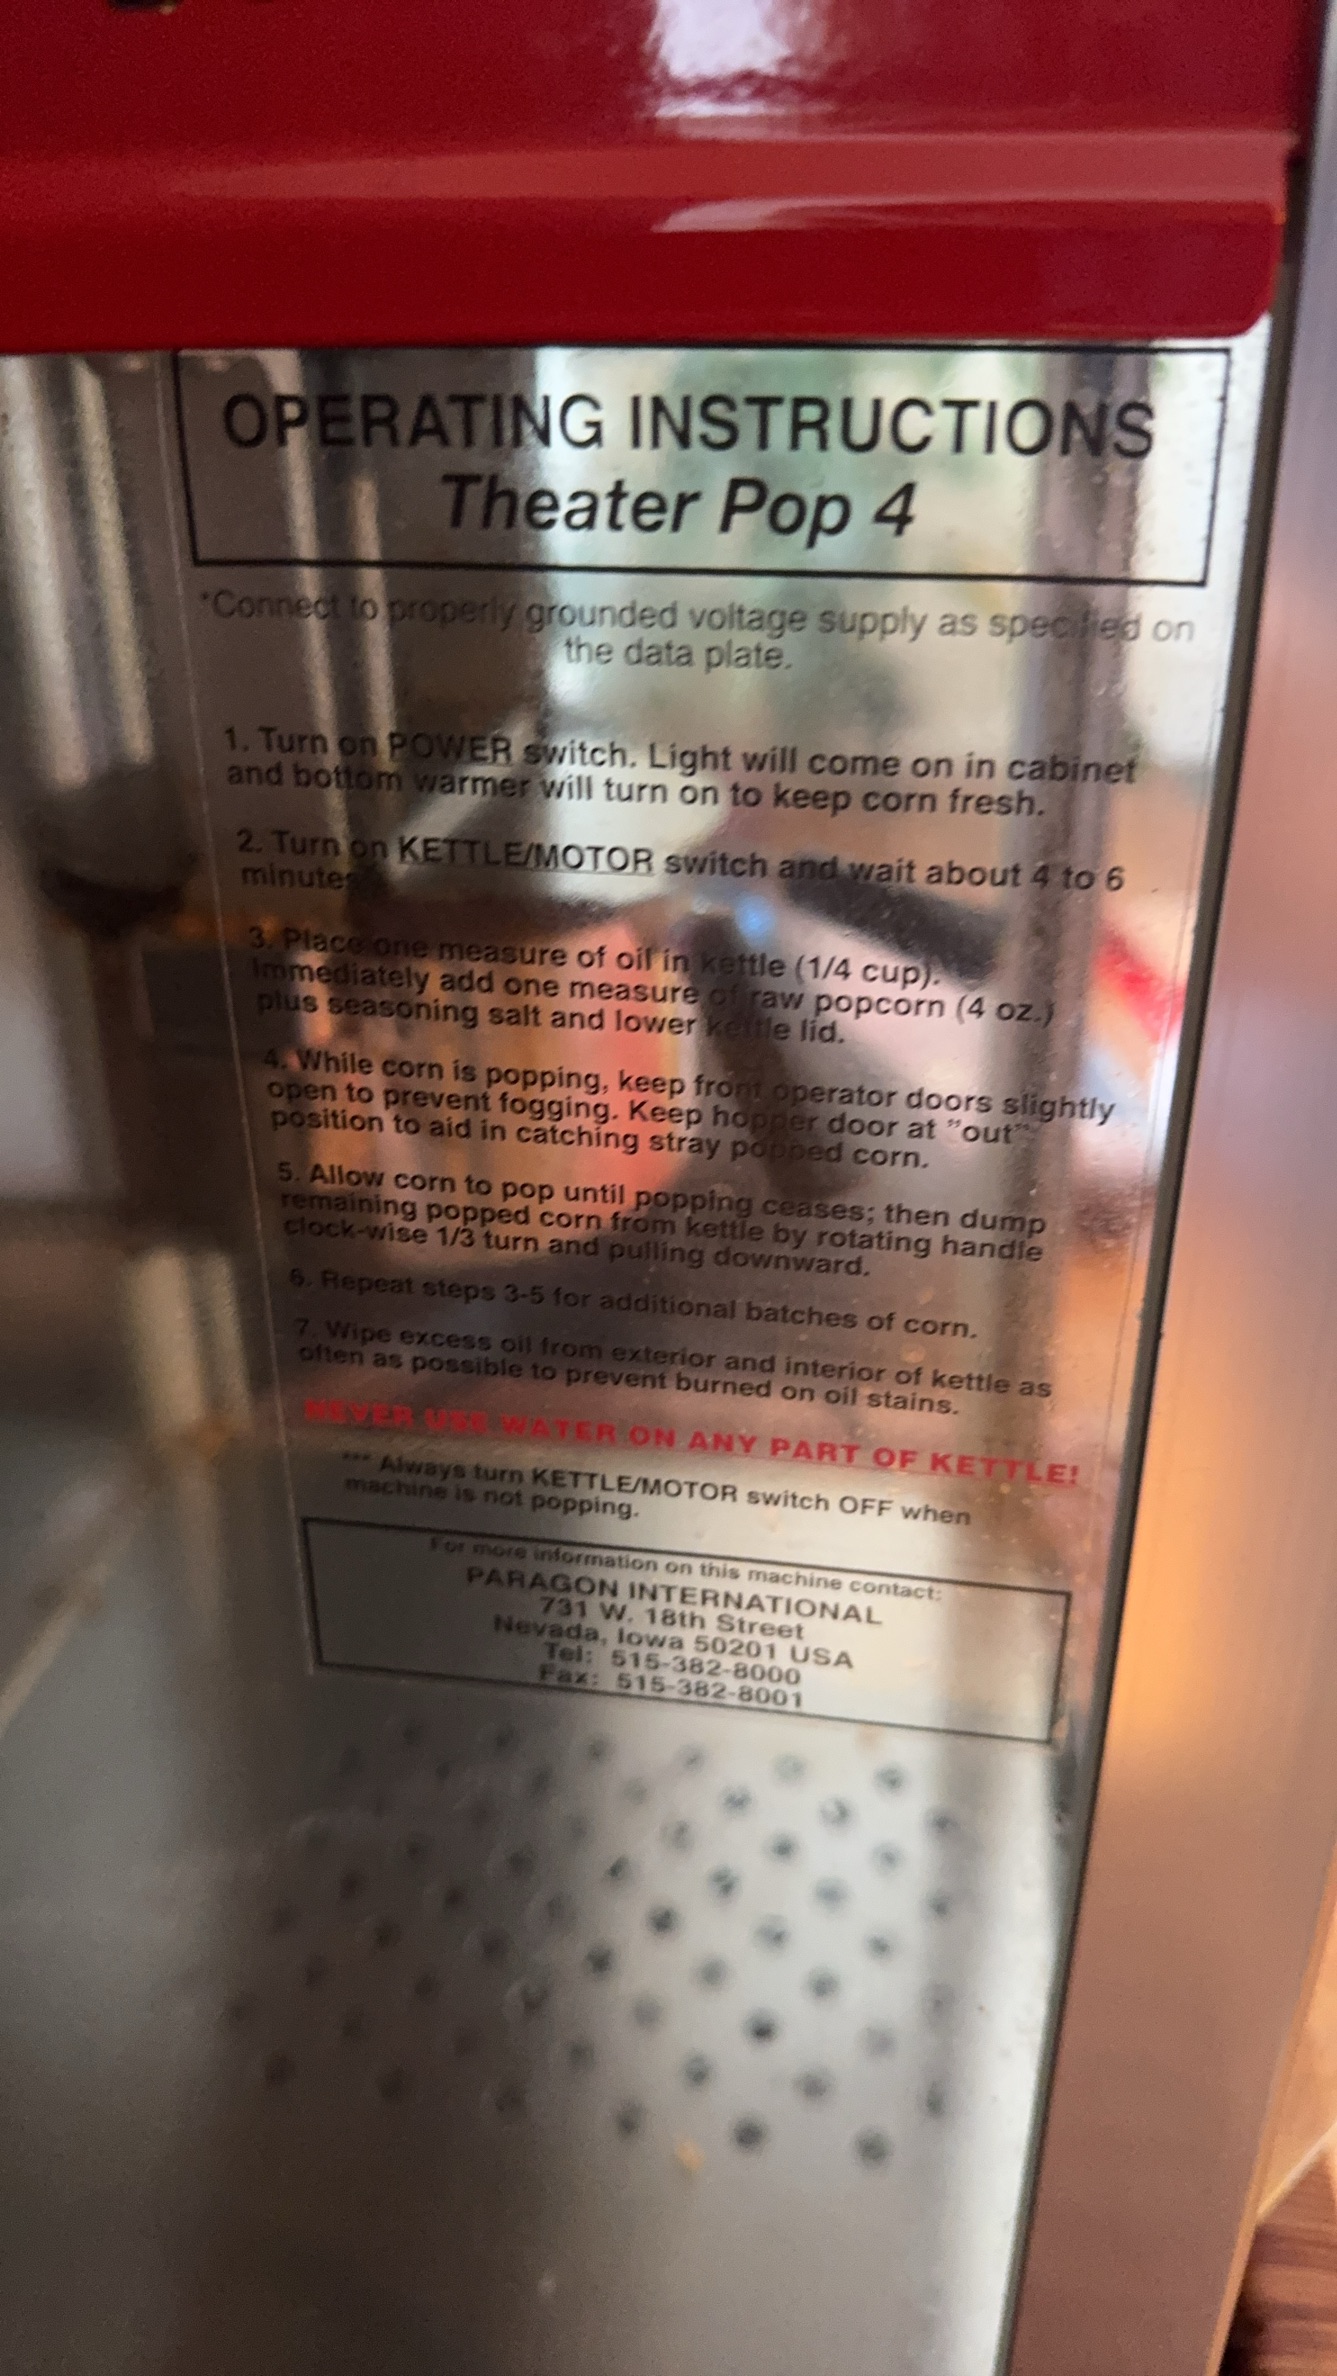 OPERATING INSTRUCTIONS
Theater Pop 4
*Connect to properly grounded voltage supply as specified on
the data plate.
1. Turn on POWER switch. Light will come on in cabinet
and bottom warmer will turn on to keep corn fresh.
2. Turn on KETTLE/MOTOR switch and wait about 4 to 6
minutes
3. Place one measure of oil in kettle (1/4 cup).
Immediately add one measure of raw popcorn (4 oz.)
plus seasoning salt and lower kettle lid.
4. While corn is popping, keep front operator doors slightly
open to prevent fogging. Keep hopper door at "out"
position to aid in catching stray popped corn.
5. Allow corn to pop until popping ceases; then dump
remaining popped corn from kettle by rotating handle
clock-wise 1/3 turn and pulling downward.
6. Repeat steps 3-5 for additional batches of corn.
7. Wipe excess oil from exterior and interior of kettle as
often as possible to prevent burned on oil stains.
NEVER USE WATER ON ANY PART OF KETTLE!
*** Always turn KETTLE/MOTOR switch OFF when
machine is not popping.
For more information on this machine contact:
PARAGON INTERNATIONAL
731 W. 18th Street
Nevada, Iowa 50201 USA
Tel: 515-382-8000
Fax: 515-382-8001